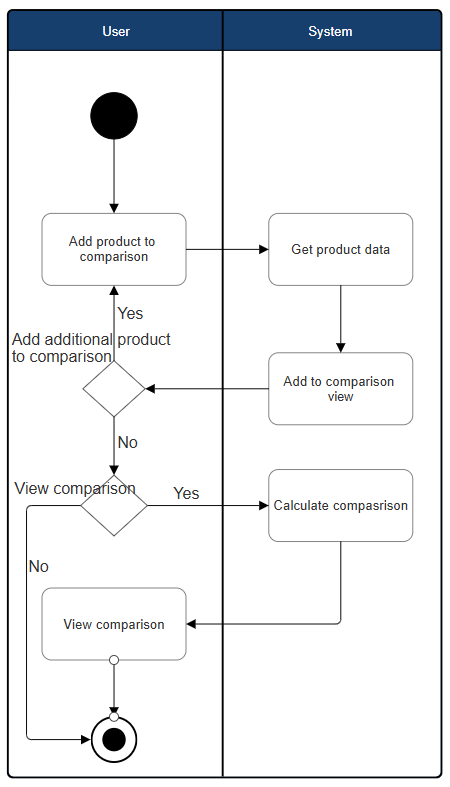 User
System
Add product to
comparison
Get product data
Yes
Add additional product
to comparison
Add to comparison
view
No
View comparison
Yes
Calculate compasrison
No
View comparison